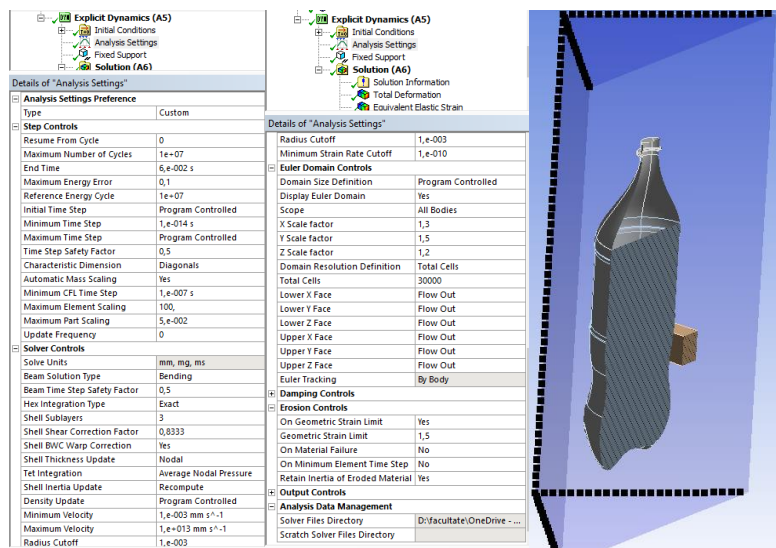 Explicit Dynamics (A5)
Initial Conditions
Analysis Settings
Fixed Support
Solution (A6)
Details of "Analysis Settings"
Analysis Settings Preference
Type Custom
Step Controls
Resume From Cycle 0
Maximum Number of Cycles 1e+07
End Time 6,e-002 s
Maximum Energy Error 0,1
Reference Energy Cycle 1e+07
Initial Time Step Program Controlled
Minimum Time Step 1,e-014 s
Maximum Time Step Program Controlled
Time Step Safety Factor 0,5
Characteristic Dimension Diagonals
Automatic Mass Scaling Yes
Minimum CFL Time Step 1,e-007 s
Maximum Element Scaling 100,
Maximum Part Scaling 5,e-002
Update Frequency 0
Solver Controls
Solve Units mm, mg, ms
Beam Solution Type Bending
Beam Time Step Safety Factor 0,5
Hex Integration Type Exact
Shell Sublayers 3
Shell Shear Correction Factor 0,8333
Shell BWC Warp Correction Yes
Shell Thickness Update Nodal
Tet Integration Average Nodal Pressure
Shell Inertia Update Recompute
Density Update Program Controlled
Minimum Velocity 1,e-003 mm s^-1
Maximum Velocity 1,e+013 mm s^-1
Radius Cutoff 1,e-003
Explicit Dynamics (A5)
Initial Conditions
Analysis Settings
Fixed Support
Solution (A6)
Solution Information
Total Deformation
Equivalent Elastic Strain
Details of "Analysis Settings"
Radius Cutoff 1,e-003
Minimum Strain Rate Cutoff 1,e-010
Euler Domain Controls
Domain Size Definition Program Controlled
Display Euler Domain Yes
Scope All Bodies
X Scale factor 1,3
Y Scale factor 1,5
Z Scale factor 1,2
Domain Resolution Definition Total Cells
Total Cells 30000
Lower X Face Flow Out
Lower Y Face Flow Out
Lower Z Face Flow Out
Upper X Face Flow Out
Upper Y Face Flow Out
Upper Z Face Flow Out
Euler Tracking By Body
Damping Controls
Erosion Controls
On Geometric Strain Limit Yes
Geometric Strain Limit 1,5
On Material Failure No
On Minimum Element Time Step No
Retain Inertia of Eroded Material Yes
Output Controls
Analysis Data Management
Solver Files Directory D:\facultate\OneDrive - ...
Scratch Solver Files Directory